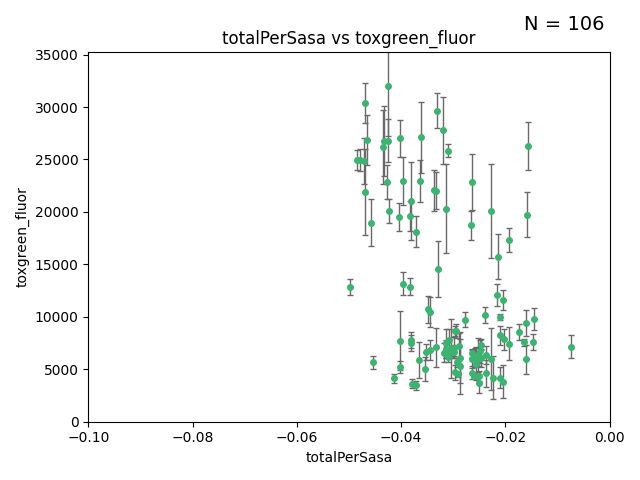 N = 106
totalPerSasa vs toxgreen_fluor
35000
30000
25000
20000
15000
10000
5000
0
toxgreen_fluor
−0.10 −0.08 −0.06 −0.04 −0.02 0.00
totalPerSasa